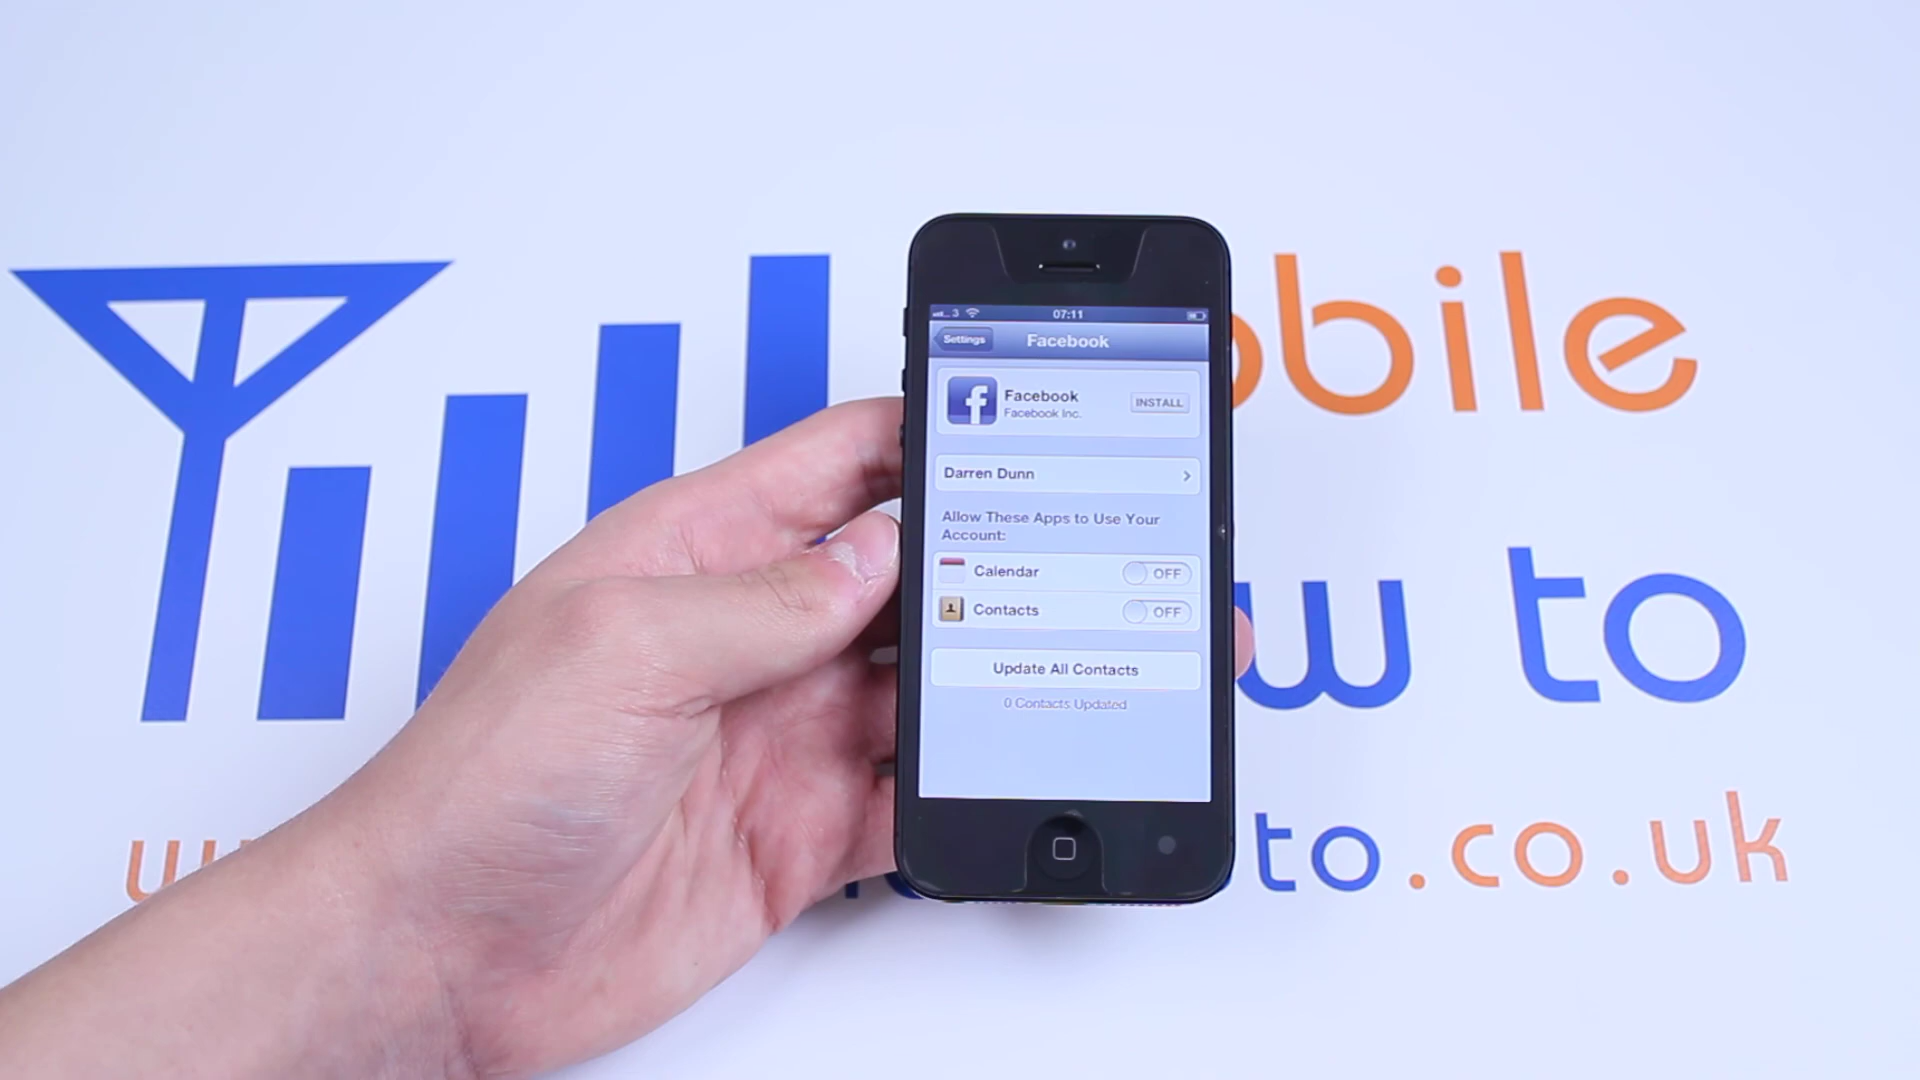 3 07:11
Settings Facebook
Facebook INSTALL
Facebook Inc.
Darren Dunn
Allow These Apps to Use Your
Account:
Calendar OFF
Contacts OFF
Update All Contacts
0 Contacts Updated
obile
w to
to.co.uk